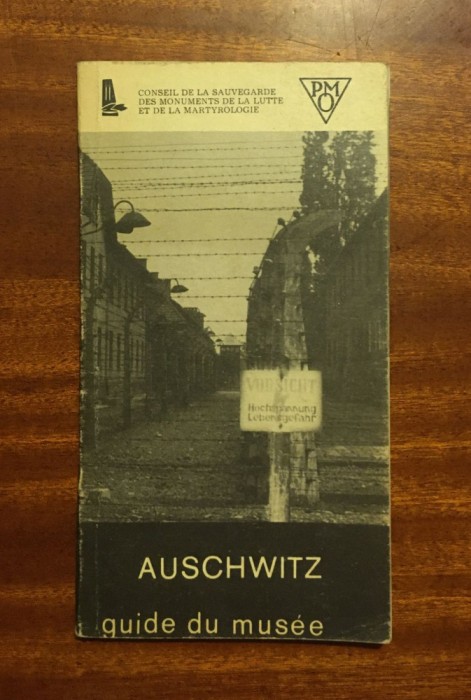 CONSEIL DE LA SAUVEGARDE
DES MONUMENTS DE LA LUTTE
ET DE LA MARTYROLOGIE
PMO
VORSICHT
Hochspannung
Lebensgefahr
AUSCHWITZ
guide du musée